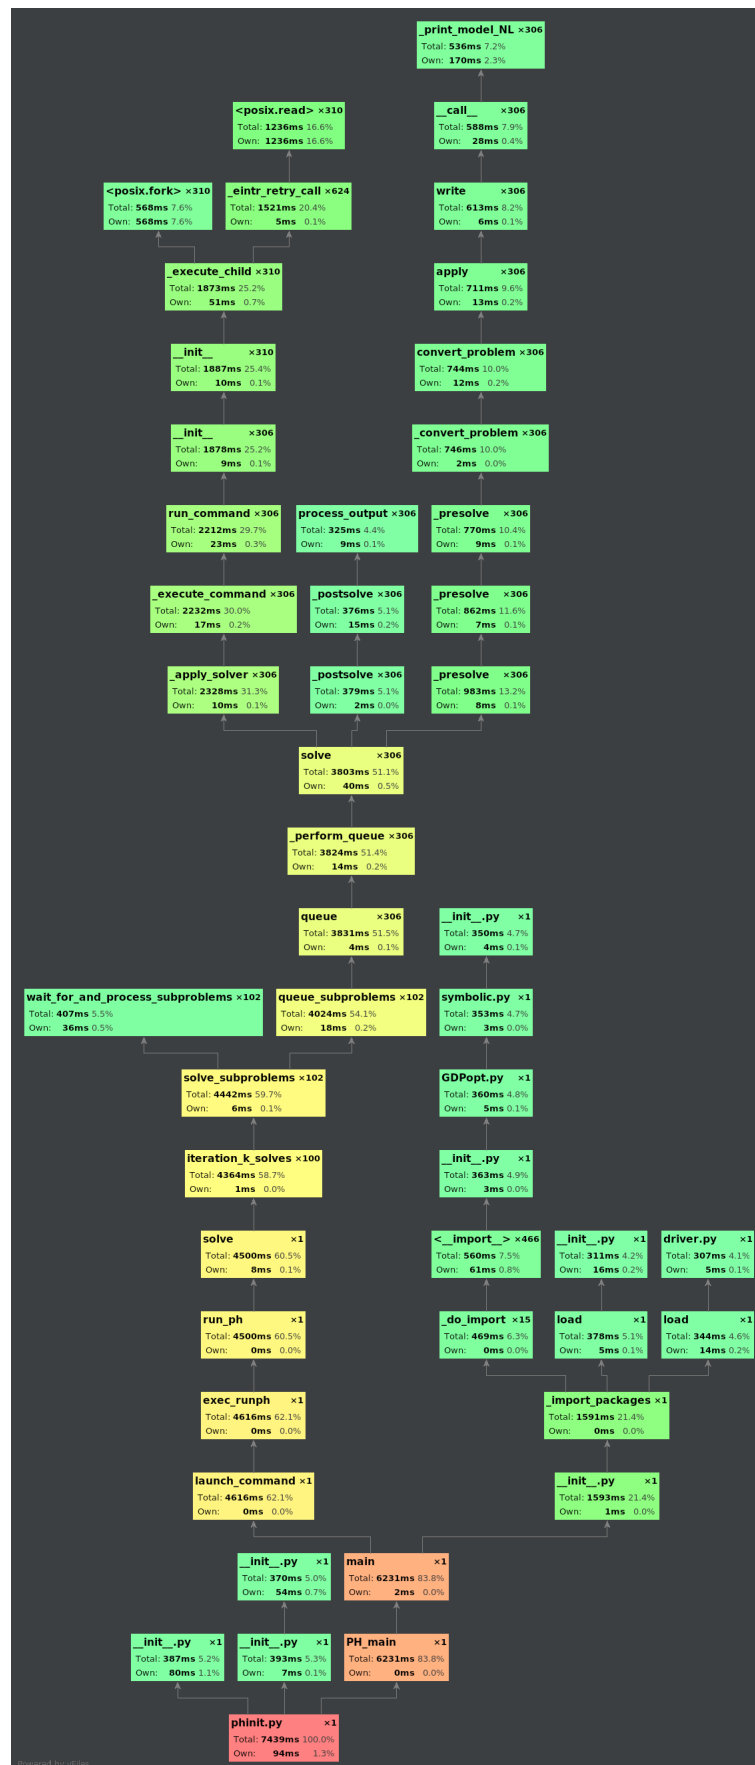 _print_model_NL ×306
Total: 536ms 7.2%
Own: 170ms 2.3%
<posix.read> ×310
Total: 1236ms 16.6%
Own: 1236ms 16.6%
__call__ ×306
Total: 588ms 7.9%
Own: 28ms 0.4%
<posix.fork> ×310
Total: 568ms 7.6%
Own: 568ms 7.6%
_eintr_retry_call ×624
Total: 1521ms 20.4%
Own: 5ms 0.1%
write ×306
Total: 613ms 8.2%
Own: 6ms 0.1%
_execute_child ×310
Total: 1873ms 25.2%
Own: 51ms 0.7%
apply ×306
Total: 711ms 9.6%
Own: 13ms 0.2%
__init__ ×310
Total: 1887ms 25.4%
Own: 10ms 0.1%
convert_problem ×306
Total: 744ms 10.0%
Own: 12ms 0.2%
__init__ ×306
Total: 1878ms 25.2%
Own: 9ms 0.1%
_convert_problem ×306
Total: 746ms 10.0%
Own: 2ms 0.0%
run_command ×306
Total: 2212ms 29.7%
Own: 23ms 0.3%
process_output ×306
Total: 325ms 4.4%
Own: 9ms 0.1%
_presolve ×306
Total: 770ms 10.4%
Own: 9ms 0.1%
_execute_command ×306
Total: 2232ms 30.0%
Own: 17ms 0.2%
_postsolve ×306
Total: 376ms 5.1%
Own: 15ms 0.2%
_presolve ×306
Total: 862ms 11.6%
Own: 7ms 0.1%
_apply_solver ×306
Total: 2328ms 31.3%
Own: 10ms 0.1%
_postsolve ×306
Total: 379ms 5.1%
Own: 2ms 0.0%
_presolve ×306
Total: 983ms 13.2%
Own: 8ms 0.1%
solve ×306
Total: 3803ms 51.1%
Own: 40ms 0.5%
_perform_queue ×306
Total: 3824ms 51.4%
Own: 14ms 0.2%
queue ×306
Total: 3831ms 51.5%
Own: 4ms 0.1%
__init__.py ×1
Total: 350ms 4.7%
Own: 4ms 0.1%
wait_for_and_process_subproblems ×102
Total: 407ms 5.5%
Own: 36ms 0.5%
queue_subproblems ×102
Total: 4024ms 54.1%
Own: 18ms 0.2%
symbolic.py ×1
Total: 353ms 4.7%
Own: 3ms 0.0%
solve_subproblems ×102
Total: 4442ms 59.7%
Own: 6ms 0.1%
GDPopt.py ×1
Total: 360ms 4.8%
Own: 5ms 0.1%
iteration_k_solves ×100
Total: 4364ms 58.7%
Own: 1ms 0.0%
__init__.py ×1
Total: 363ms 4.9%
Own: 3ms 0.0%
solve ×1
Total: 4500ms 60.5%
Own: 8ms 0.1%
<__import__> ×466
Total: 560ms 7.5%
Own: 61ms 0.8%
__init__.py ×1
Total: 311ms 4.2%
Own: 16ms 0.2%
driver.py ×1
Total: 307ms 4.1%
Own: 5ms 0.1%
run_ph ×1
Total: 4500ms 60.5%
Own: 0ms 0.0%
_do_import ×15
Total: 469ms 6.3%
Own: 0ms 0.0%
load ×1
Total: 378ms 5.1%
Own: 5ms 0.1%
load ×1
Total: 344ms 4.6%
Own: 14ms 0.2%
exec_runph ×1
Total: 4616ms 62.1%
Own: 0ms 0.0%
_import_packages ×1
Total: 1591ms 21.4%
Own: 0ms 0.0%
launch_command ×1
Total: 4616ms 62.1%
Own: 0ms 0.0%
__init__.py ×1
Total: 1593ms 21.4%
Own: 1ms 0.0%
__init__.py ×1
Total: 370ms 5.0%
Own: 54ms 0.7%
main ×1
Total: 6231ms 83.8%
Own: 2ms 0.0%
__init__.py ×1
Total: 387ms 5.2%
Own: 80ms 1.1%
__init__.py ×1
Total: 393ms 5.3%
Own: 7ms 0.1%
PH_main ×1
Total: 6231ms 83.8%
Own: 0ms 0.0%
phinit.py ×1
Total: 7439ms 100.0%
Own: 94ms 1.3%
Powered by yFiles